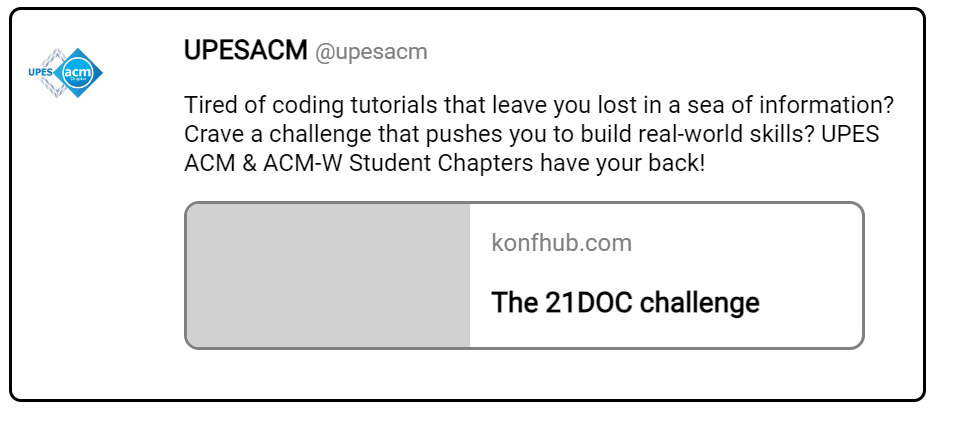 UPES acm
Chapter
UPESACM @upesacm
Tired of coding tutorials that leave you lost in a sea of information?
Crave a challenge that pushes you to build real-world skills? UPES
ACM & ACM-W Student Chapters have your back!
konfhub.com
The 21DOC challenge